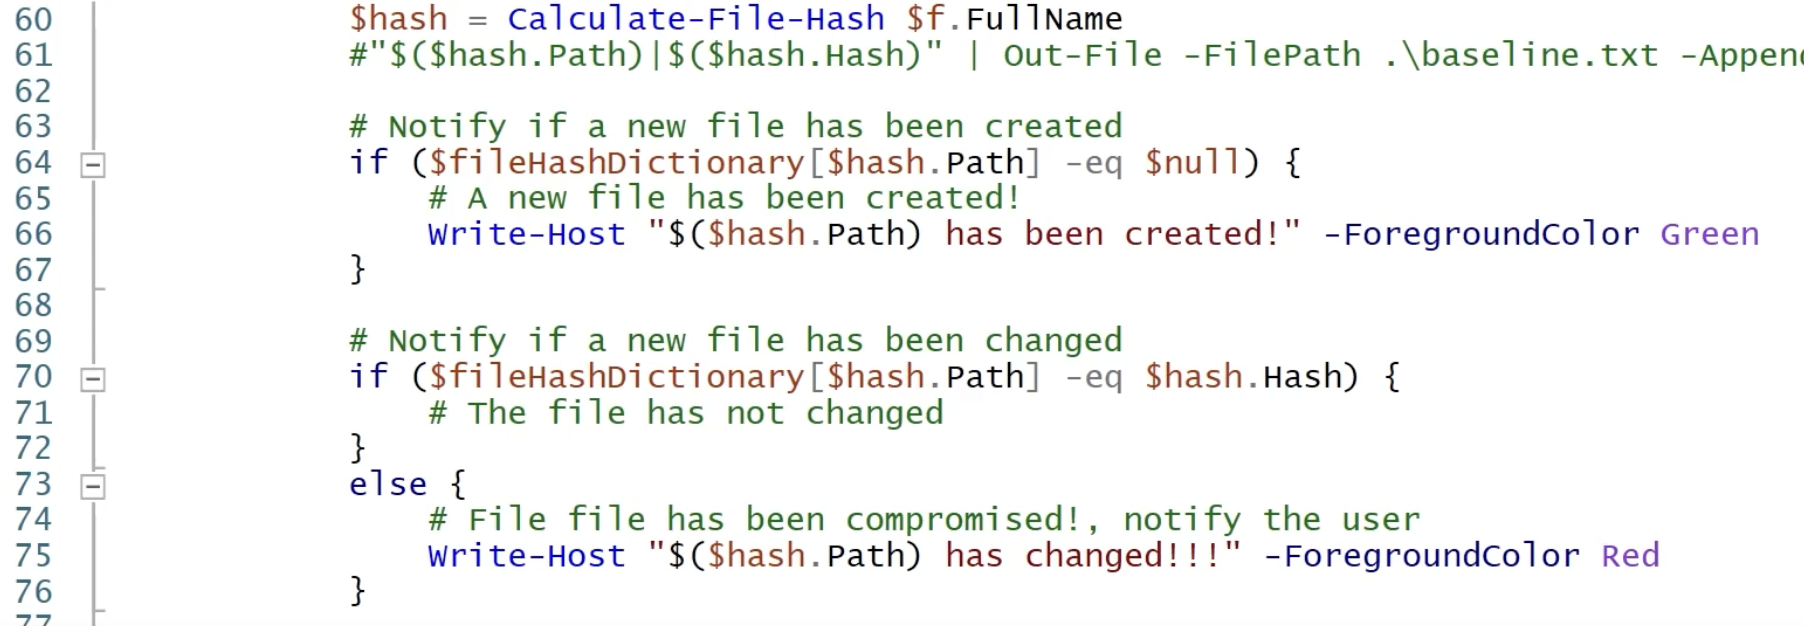 60 $hash = Calculate-File-Hash $f.FullName
61 #"$($hash.Path)|$($hash.Hash)" | Out-File -FilePath .\baseline.txt -Appen
62
63 # Notify if a new file has been created
64 if ($fileHashDictionary[$hash.Path] -eq $null) {
65 # A new file has been created!
66 Write-Host "$($hash.Path) has been created!" -ForegroundColor Green
67 }
68
69 # Notify if a new file has been changed
70 if ($fileHashDictionary[$hash.Path] -eq $hash.Hash) {
71 # The file has not changed
72 }
73 else {
74 # File file has been compromised!, notify the user
75 Write-Host "$($hash.Path) has changed!!!" -ForegroundColor Red
76 }
77